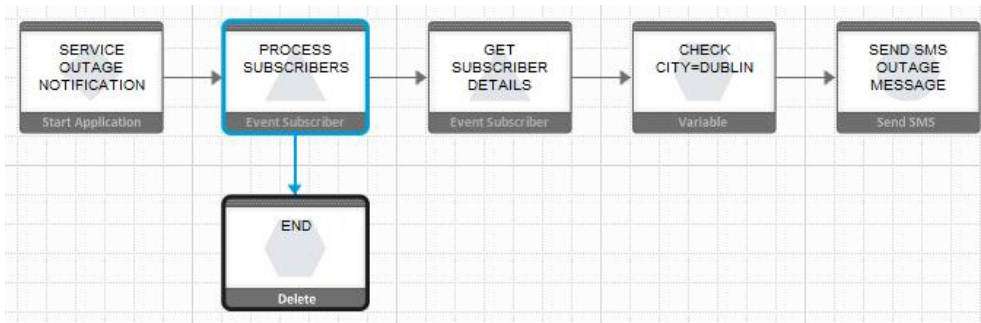 SERVICE
OUTAGE
NOTIFICATION
Start Application
PROCESS
SUBSCRIBERS
Event Subscriber
GET
SUBSCRIBER
DETAILS
Event Subscriber
CHECK
CITY=DUBLIN
Variable
SEND SMS
OUTAGE
MESSAGE
Send SMS
END
Delete